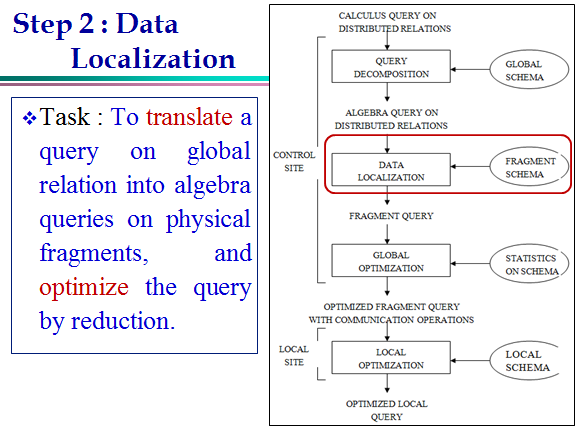 Step 2 : Data
Localization
❖Task : To translate a
query on global
relation into algebra
queries on physical
fragments, and
optimize the query
by reduction.
CALCULUS QUERY ON
DISTRIBUTED RELATIONS
QUERY
DECOMPOSITION
GLOBAL
SCHEMA
ALGEBRA QUERY ON
DISTRIBUTED RELATIONS
CONTROL
SITE
DATA
LOCALIZATION
FRAGMENT
SCHEMA
FRAGMENT QUERY
GLOBAL
OPTIMIZATION
STATISTICS
ON SCHEMA
OPTIMIZED FRAGMENT QUERY
WITH COMMUNICATION OPERATIONS
LOCAL
SITE
LOCAL
OPTIMIZATION
LOCAL
SCHEMA
OPTIMIZED LOCAL
QUERY